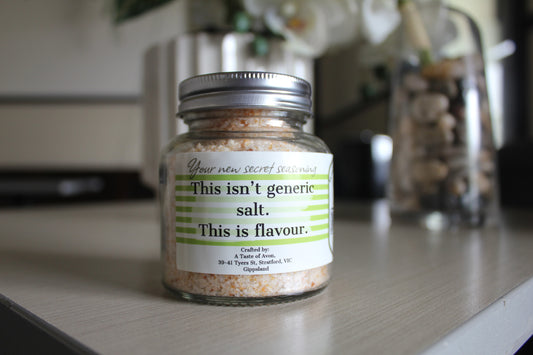 Your new secret seasoning
This isn't generic
salt.
This is flavour.
Crafted by:
A Taste of Avon,
39-41 Tyers St, Stratford, VIC
Gippsland